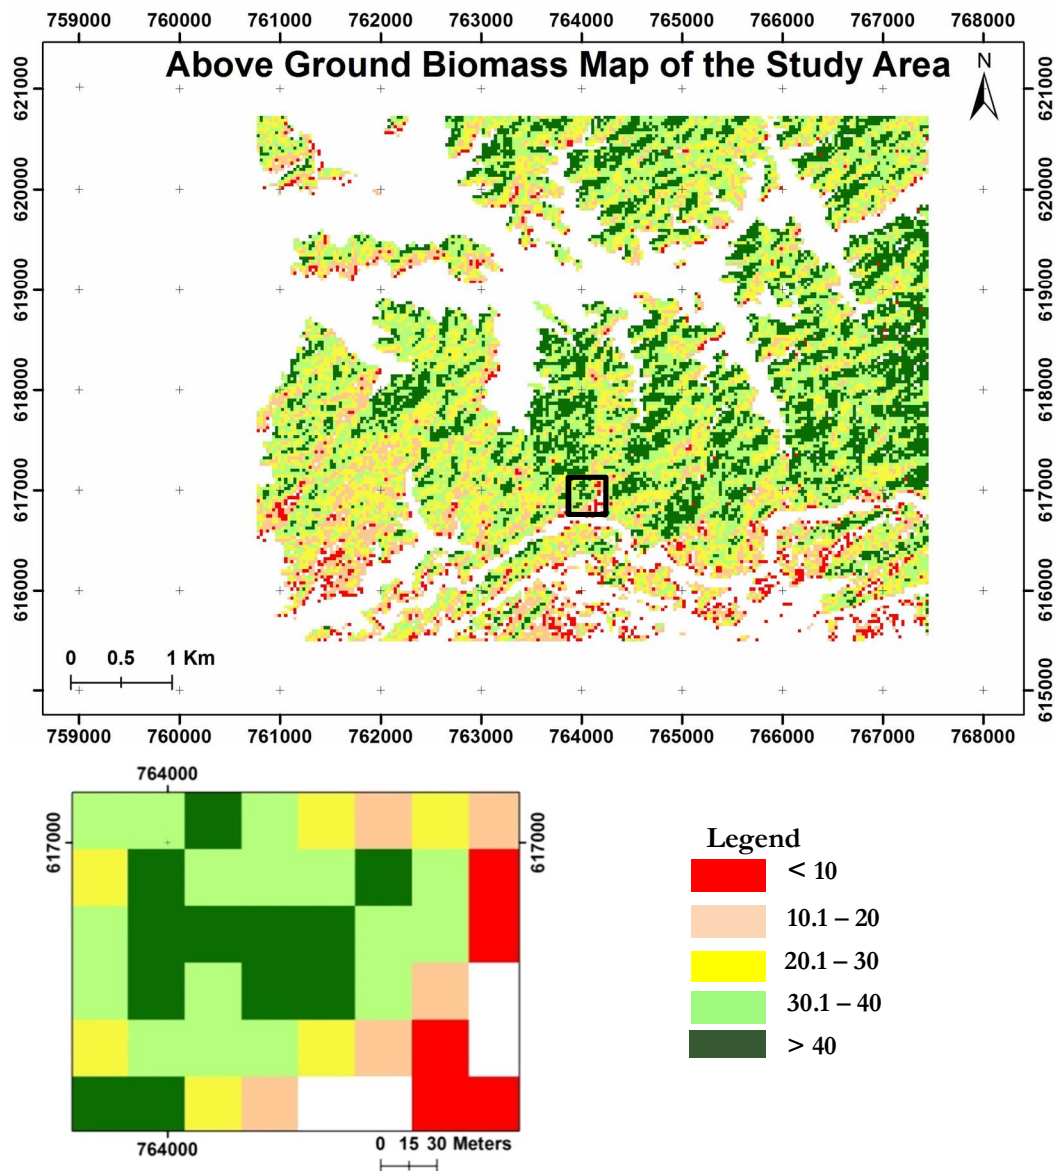 759000 760000 761000 762000 763000 764000 765000 766000 767000 768000
Above Ground Biomass Map of the Study Area
N
621000 621000
620000 620000
619000 619000
618000 618000
617000 617000
616000 616000
615000 615000
0 0.5 1 Km
759000 760000 761000 762000 763000 764000 765000 766000 767000 768000
764000
617000 617000
764000
0 15 30 Meters
Legend
< 10
10.1 – 20
20.1 – 30
30.1 – 40
> 40